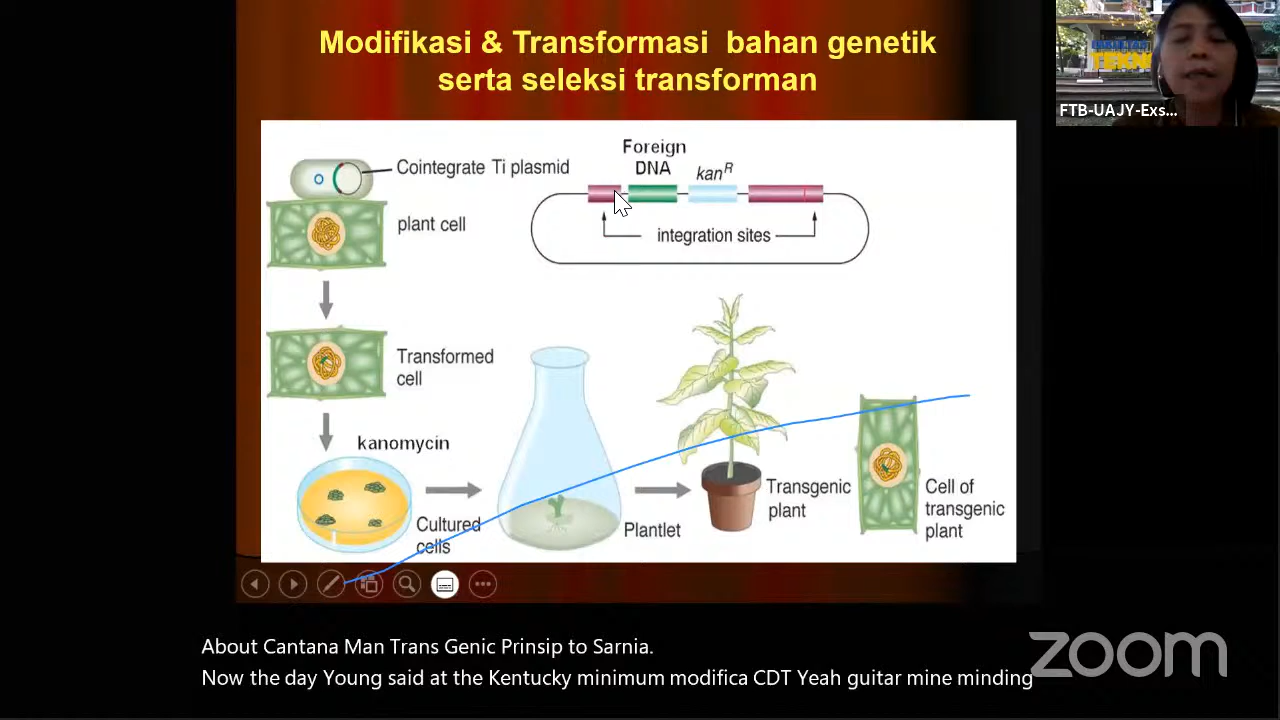 Modifikasi & Transformasi bahan genetik
serta seleksi transforman
FTB-UAJY-Exs...
Cointegrate Ti plasmid
Foreign
DNA
kanR
plant cell
integration sites
Transformed
cell
kanomycin
Cultured
cells
Plantlet
Transgenic
plant
Cell of
transgenic
plant
About Cantana Man Trans Genic Prinsip to Sarnia.
Now the day Young said at the Kentucky minimum modifica CDT Yeah guitar mine minding
zoom